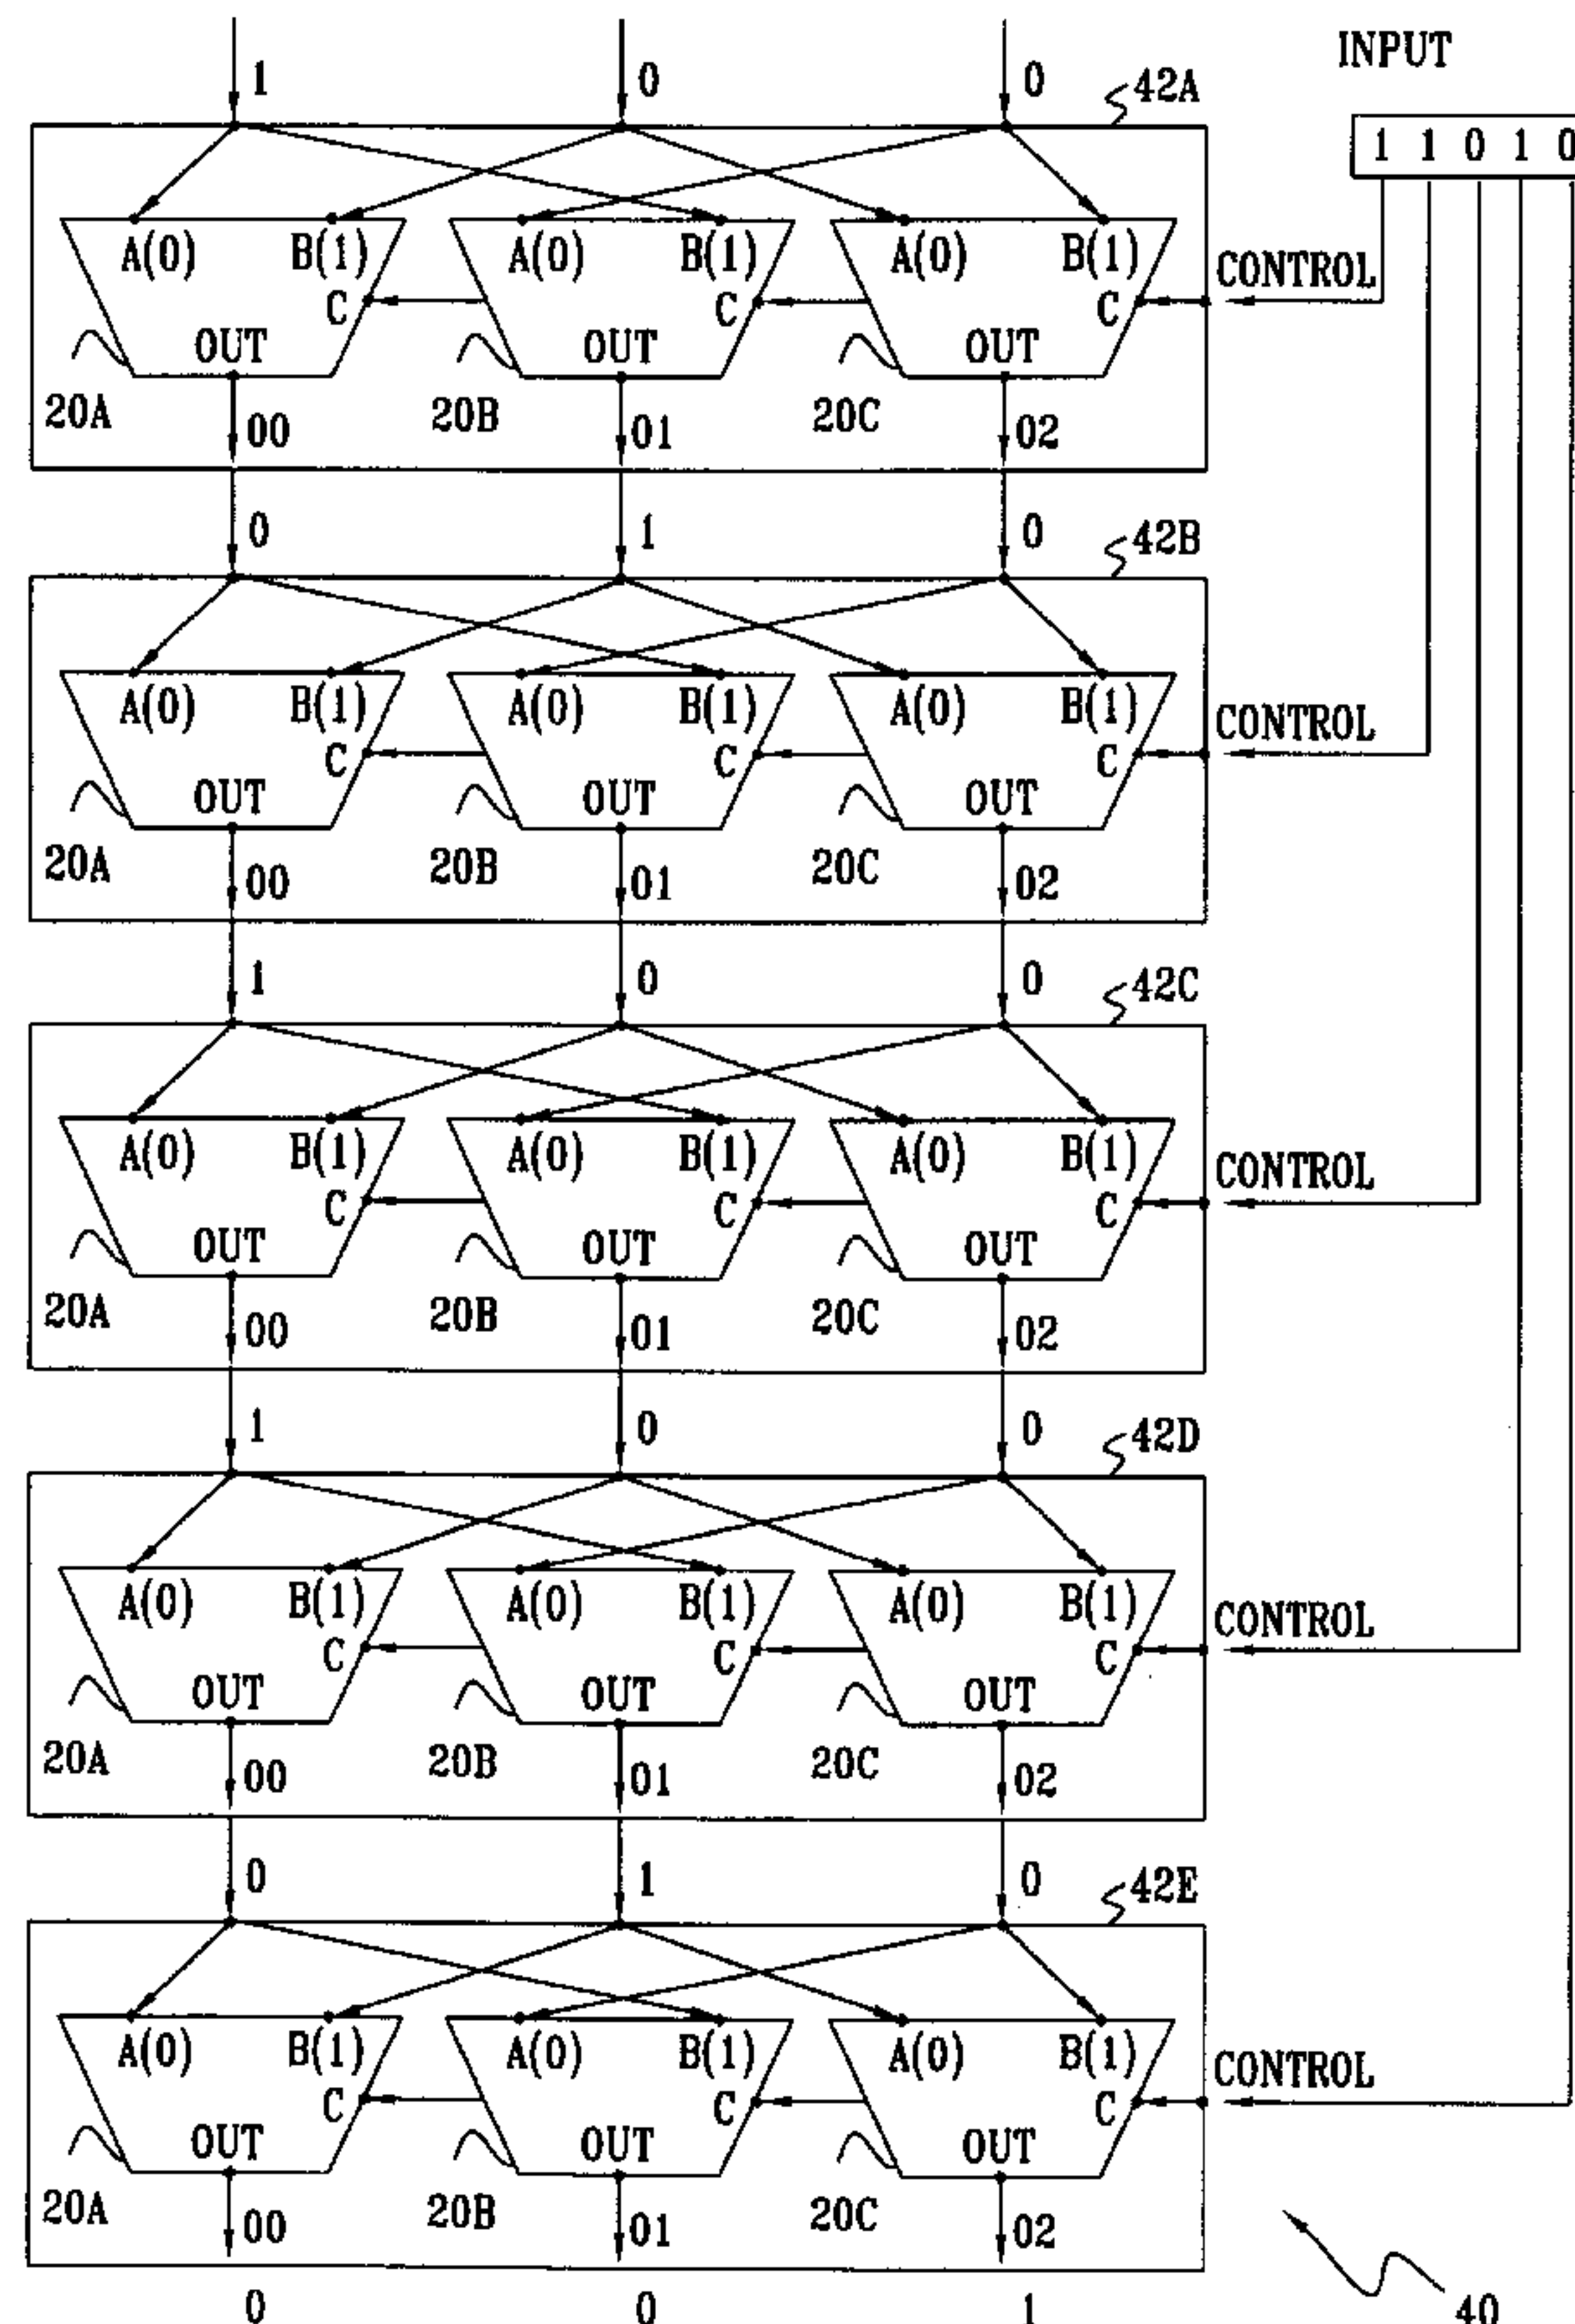 1 0 0 INPUT
42A
1 1 0 1 0
A(0) B(1) A(0) B(1) A(0) B(1) CONTROL
C C C
OUT OUT OUT
20A 00 20B 01 20C 02
0 1 0
42B
A(0) B(1) A(0) B(1) A(0) B(1) CONTROL
C C C
OUT OUT OUT
20A 00 20B 01 20C 02
1 0 0
42C
A(0) B(1) A(0) B(1) A(0) B(1) CONTROL
C C C
OUT OUT OUT
20A 00 20B 01 20C 02
1 0 0
42D
A(0) B(1) A(0) B(1) A(0) B(1) CONTROL
C C C
OUT OUT OUT
20A 00 20B 01 20C 02
0 1 0
42E
A(0) B(1) A(0) B(1) A(0) B(1) CONTROL
C C C
OUT OUT OUT
20A 00 20B 01 20C 02
0 0 1 40